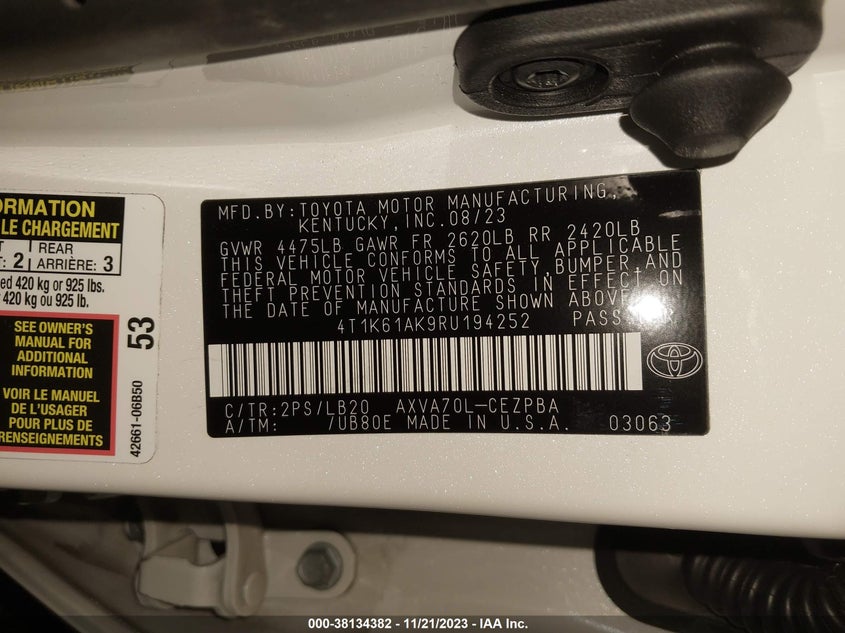 ORMATION
LE CHARGEMENT
REAR
2 ARRIÈRE: 3
420 kg or 925 lbs.
420 kg ou 925 lb.
SEE OWNER'S
MANUAL FOR
ADDITIONAL
INFORMATION
VOIR LE MANUEL
DE L'USAGER
POUR PLUS DE
RENSEIGNEMENTS
53
42661-06B50
MFD.BY:TOYOTA MOTOR MANUFACTURING,
KENTUCKY, INC.08/23
GVWR 4475LB GAWR FR 2620LB RR 2420LB
THIS VEHICLE CONFORMS TO ALL APPLICABLE
FEDERAL MOTOR VEHICLE SAFETY,BUMPER,AND
THEFT PREVENTION STANDARDS IN EFFECT ON
THE DATE OF MANUFACTURE SHOWN ABOVE.
4T1K61AK9RU194252 PASS
C/TR:2PS/LB20 AXVA70L-CEZPBA
A/TM: /UB80E MADE IN U.S.A. 03063
000-38134382 - 11/21/2023 - IAA Inc.